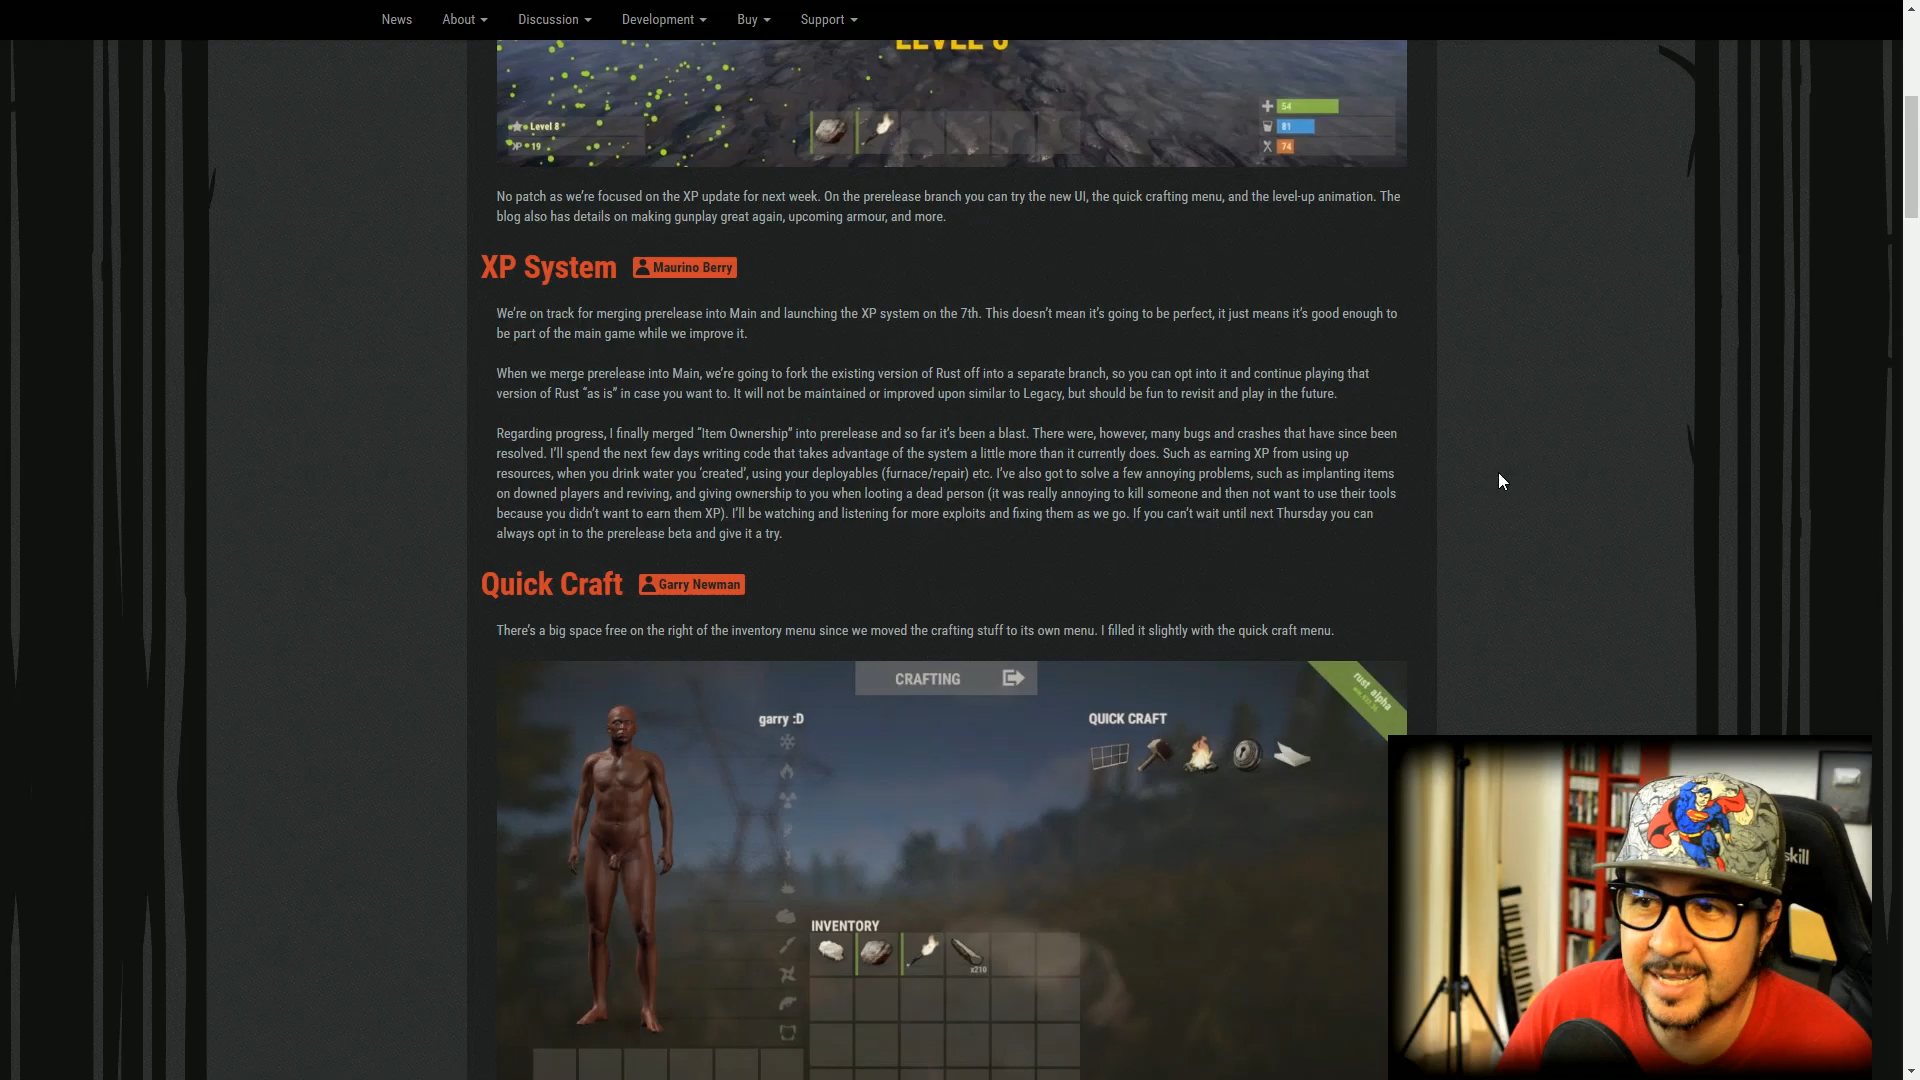 News About Discussion Development Buy Support
LEVEL 8
54
Level 8
81
XP 19
74
No patch as we’re focused on the XP update for next week. On the prerelease branch you can try the new UI, the quick crafting menu, and the level-up animation. The
blog also has details on making gunplay great again, upcoming armour, and more.
XP System Maurino Berry
We’re on track for merging prerelease into Main and launching the XP system on the 7th. This doesn’t mean it’s going to be perfect, it just means it’s good enough to
be part of the main game while we improve it.
When we merge prerelease into Main, we’re going to fork the existing version of Rust off into a separate branch, so you can opt into it and continue playing that
version of Rust “as is” in case you want to. It will not be maintained or improved upon similar to Legacy, but should be fun to revisit and play in the future.
Regarding progress, I finally merged “Item Ownership” into prerelease and so far it’s been a blast. There were, however, many bugs and crashes that have since been
resolved. I’ll spend the next few days writing code that takes advantage of the system a little more than it currently does. Such as earning XP from using up
resources, when you drink water you ‘created’, using your deployables (furnace/repair) etc. I’ve also got to solve a few annoying problems, such as implanting items
on downed players and reviving, and giving ownership to you when looting a dead person (it was really annoying to kill someone and then not want to use their tools
because you didn’t want to earn them XP). I’ll be watching and listening for more exploits and fixing them as we go. If you can’t wait until next Thursday you can
always opt in to the prerelease beta and give it a try.
Quick Craft Garry Newman
There’s a big space free on the right of the inventory menu since we moved the crafting stuff to its own menu. I filled it slightly with the quick craft menu.
CRAFTING
rust alpha
garry :D
QUICK CRAFT
skill
INVENTORY
x210